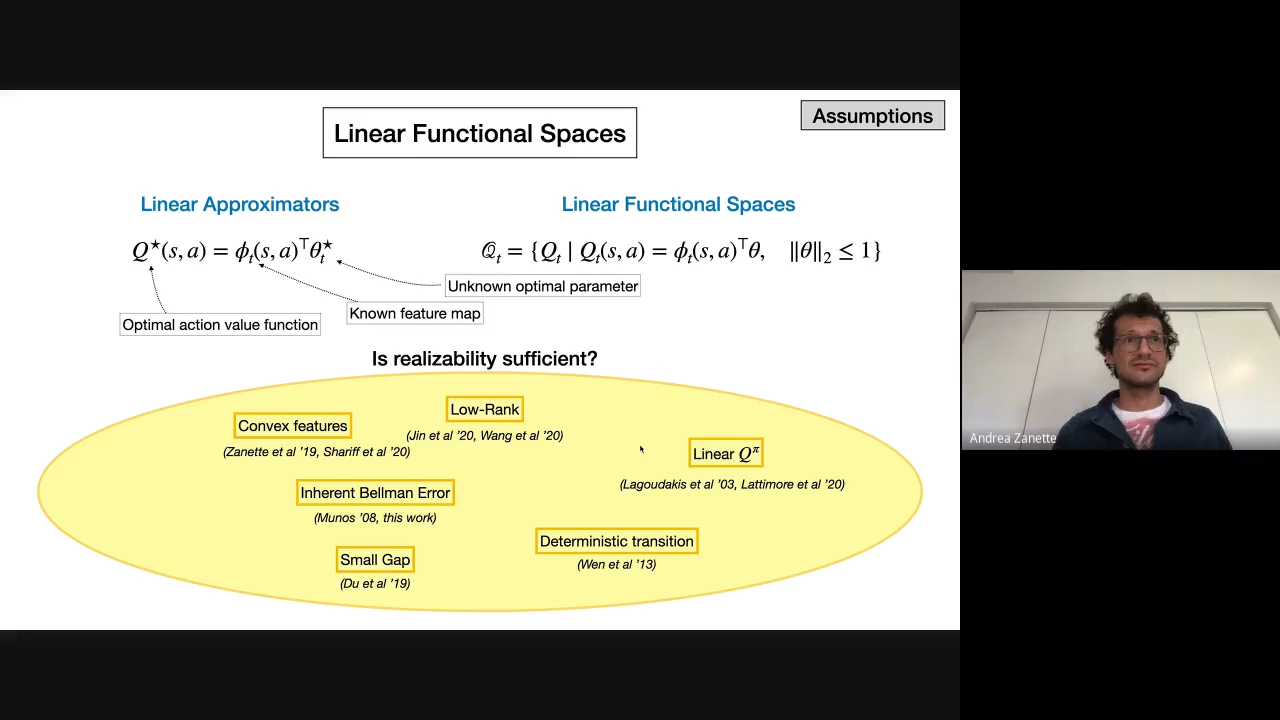 Assumptions
Linear Functional Spaces
Linear Approximators
Linear Functional Spaces
Q★(s, a) = ϕₜ(s, a)⊤θₜ★
𝒬ₜ = {Qₜ | Qₜ(s, a) = ϕₜ(s, a)⊤θ, ‖θ‖₂ ≤ 1}
Unknown optimal parameter
Known feature map
Optimal action value function
Is realizability sufficient?
Low-Rank
(Jin et al '20, Wang et al '20)
Convex features
(Zanette et al '19, Shariff et al '20)
Linear Qπ
(Lagoudakis et al '03, Lattimore et al '20)
Inherent Bellman Error
(Munos '08, this work)
Deterministic transition
(Wen et al '13)
Small Gap
(Du et al '19)
Andrea Zanette